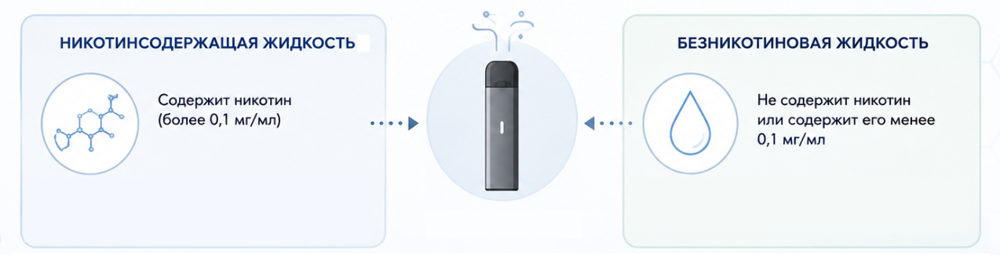 НИКОТИНСОДЕРЖАЩАЯ ЖИДКОСТЬ
Содержит никотин
(более 0,1 мг/мл)
БЕЗНИКОТИНОВАЯ ЖИДКОСТЬ
Не содержит никотин
или содержит его менее
0,1 мг/мл